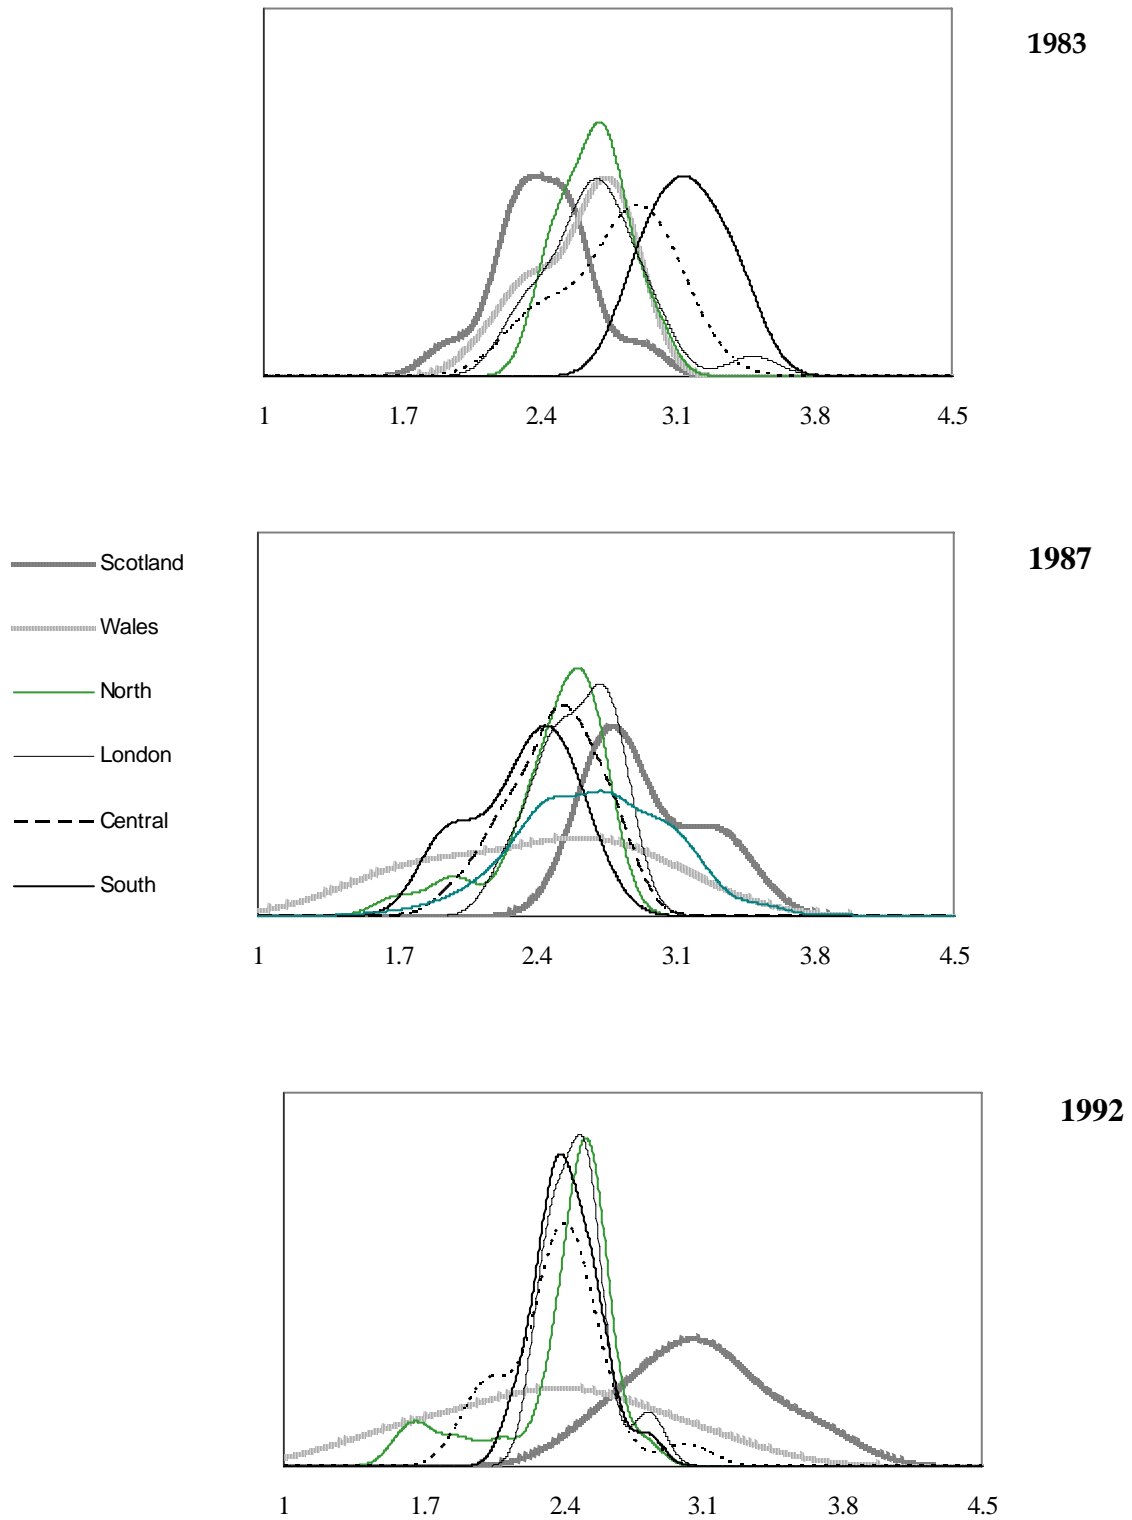 1983
1 1.7 2.4 3.1 3.8 4.5
1987
Scotland
Wales
North
London
Central
South
1 1.7 2.4 3.1 3.8 4.5
1992
1 1.7 2.4 3.1 3.8 4.5